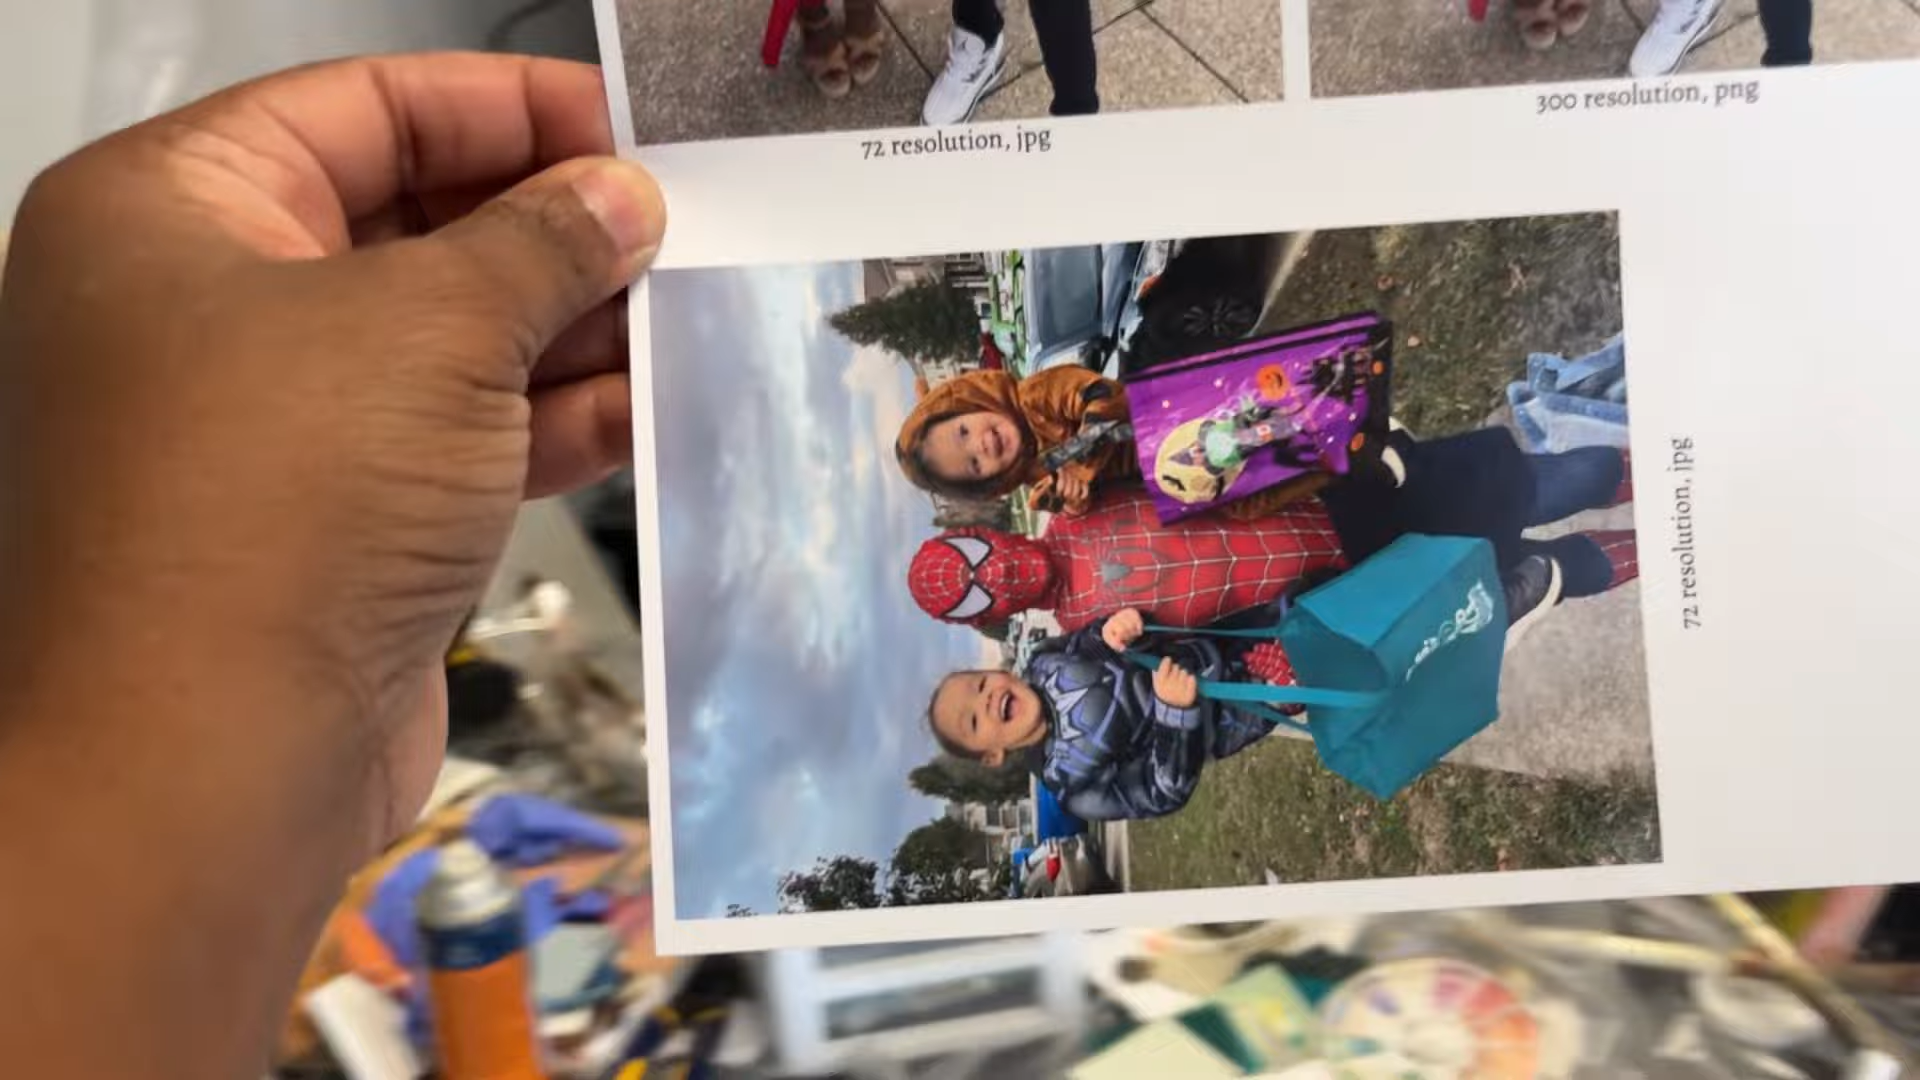 72 resolution, jpg
300 resolution, png
72 resolution, jpg